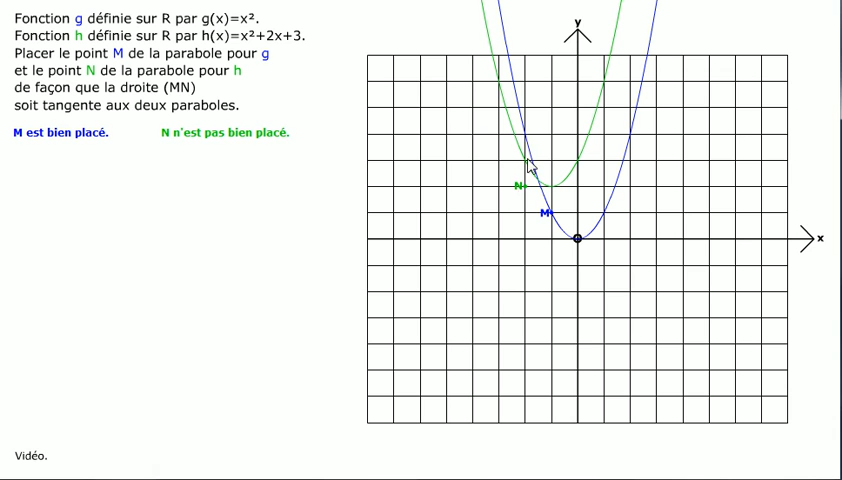 Fonction g définie sur R par g(x)=x².
Fonction h définie sur R par h(x)=x²+2x+3.
Placer le point M de la parabole pour g
et le point N de la parabole pour h
de façon que la droite (MN)
soit tangente aux deux paraboles.
M est bien placé. N n'est pas bien placé.
y
x
N
M
O
Vidéo.